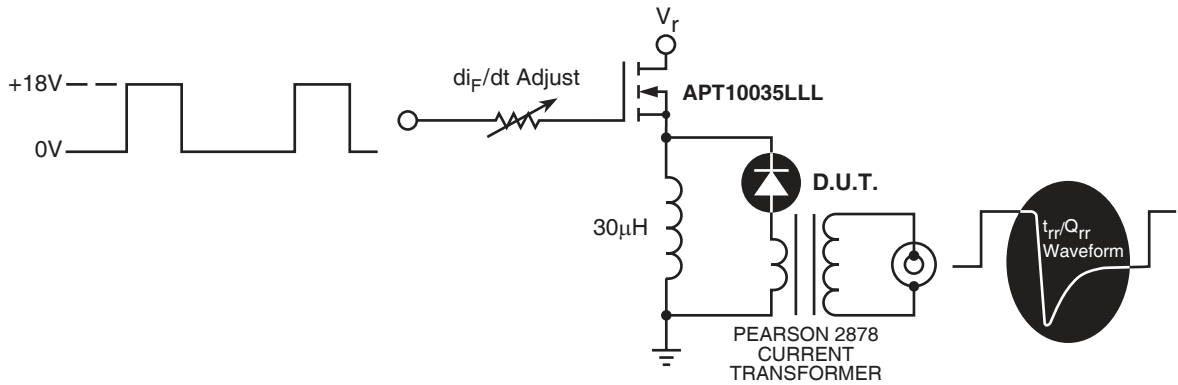 V_r
+18V
di_F/dt Adjust
APT10035LLL
0V
D.U.T.
30μH
t_rr/Q_rr
Waveform
PEARSON 2878
CURRENT
TRANSFORMER